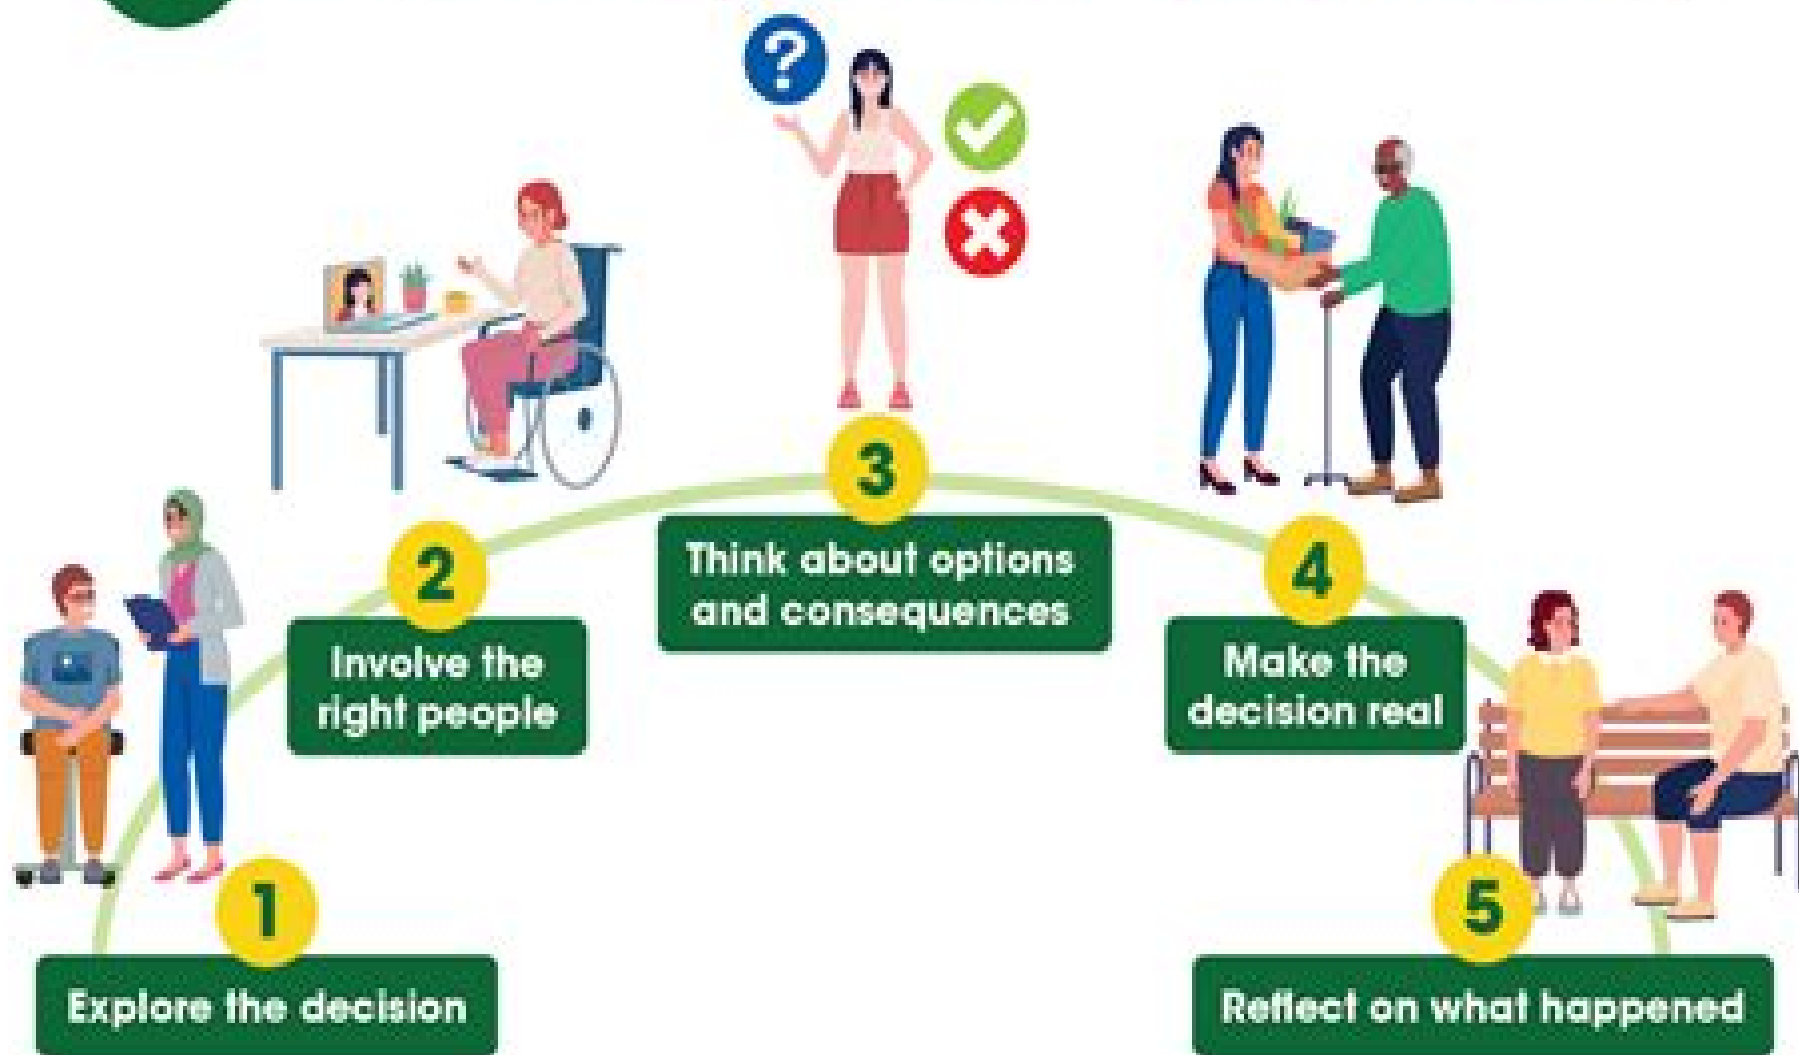 ?
3
Think about options
and consequences
2
Involve the
right people
4
Make the
decision real
1
Explore the decision
5
Reflect on what happened